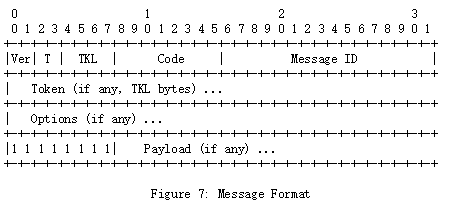 0                   1                   2                   3
0 1 2 3 4 5 6 7 8 9 0 1 2 3 4 5 6 7 8 9 0 1 2 3 4 5 6 7 8 9 0 1
+-+-+-+-+-+-+-+-+-+-+-+-+-+-+-+-+-+-+-+-+-+-+-+-+-+-+-+-+-+-+-+-+
|Ver| T |  TKL  |      Code     |          Message ID           |
+-+-+-+-+-+-+-+-+-+-+-+-+-+-+-+-+-+-+-+-+-+-+-+-+-+-+-+-+-+-+-+-+
|   Token (if any, TKL bytes) ...
+-+-+-+-+-+-+-+-+-+-+-+-+-+-+-+-+-+-+-+-+-+-+-+-+-+-+-+-+-+-+-+-+
|   Options (if any) ...
+-+-+-+-+-+-+-+-+-+-+-+-+-+-+-+-+-+-+-+-+-+-+-+-+-+-+-+-+-+-+-+-+
|1 1 1 1 1 1 1 1|    Payload (if any) ...
+-+-+-+-+-+-+-+-+-+-+-+-+-+-+-+-+-+-+-+-+-+-+-+-+-+-+-+-+-+-+-+-+
Figure 7: Message Format